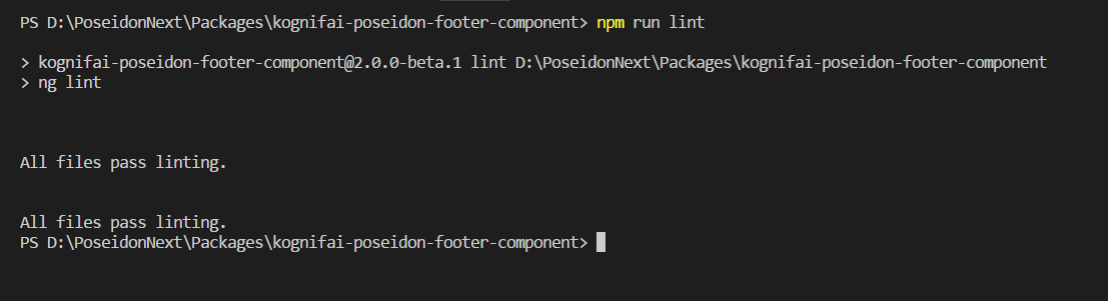 PS D:\PoseidonNext\Packages\kognifai-poseidon-footer-component> npm run lint
> kognifai-poseidon-footer-component@2.0.0-beta.1 lint D:\PoseidonNext\Packages\kognifai-poseidon-footer-component
> ng lint
All files pass linting.
All files pass linting.
PS D:\PoseidonNext\Packages\kognifai-poseidon-footer-component>